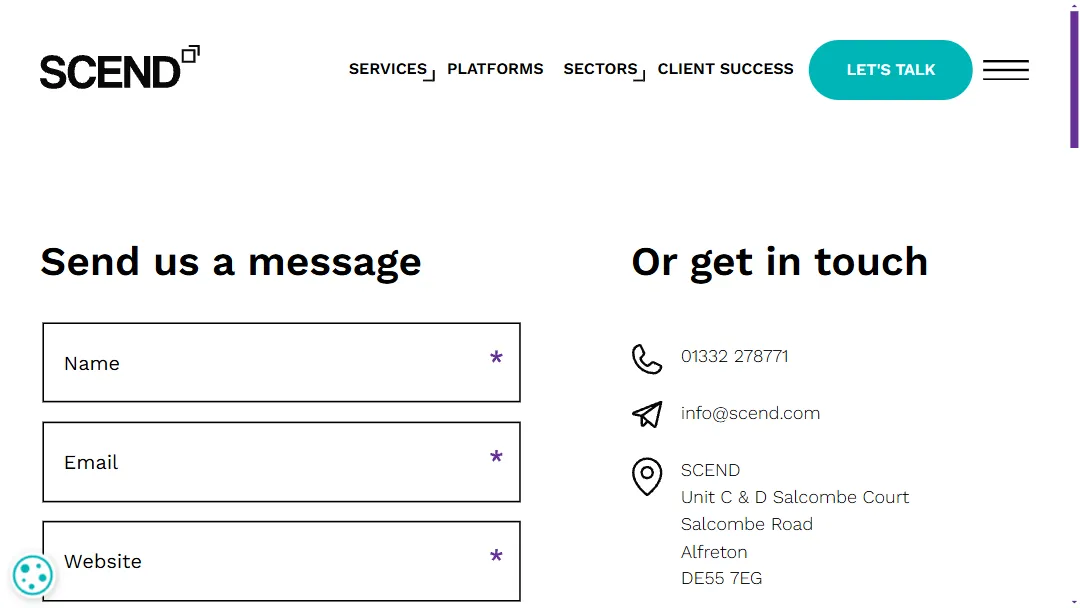 SCEND
SERVICES PLATFORMS SECTORS CLIENT SUCCESS LET'S TALK
Send us a message
Name *
Email *
Website *
Or get in touch
01332 278771
info@scend.com
SCEND
Unit C & D Salcombe Court
Salcombe Road
Alfreton
DE55 7EG